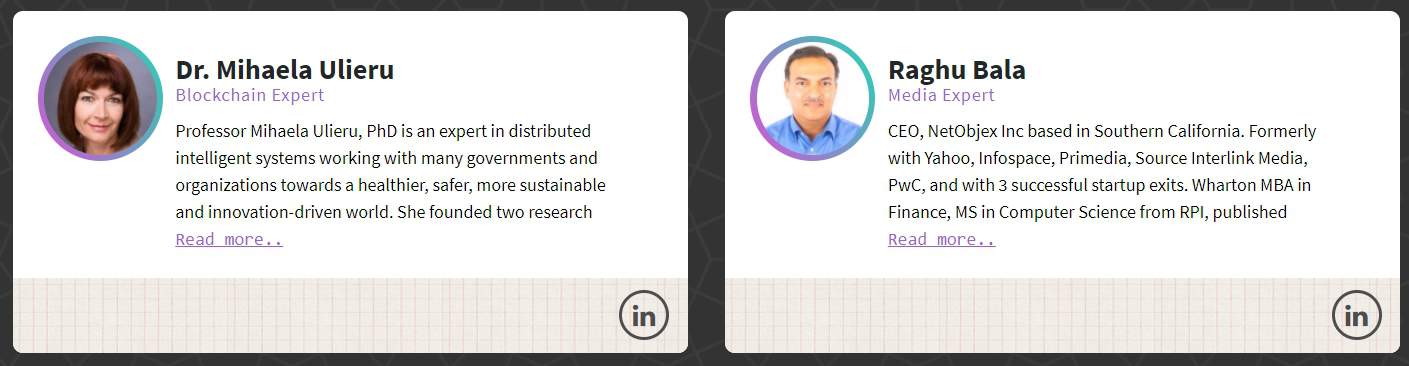 Dr. Mihaela Ulieru
Blockchain Expert
Professor Mihaela Ulieru, PhD is an expert in distributed
intelligent systems working with many governments and
organizations towards a healthier, safer, more sustainable
and innovation-driven world. She founded two research
Read more..
in
Raghu Bala
Media Expert
CEO, NetObjex Inc based in Southern California. Formerly
with Yahoo, Infospace, Primedia, Source Interlink Media,
PwC, and with 3 successful startup exits. Wharton MBA in
Finance, MS in Computer Science from RPI, published
Read more..
in